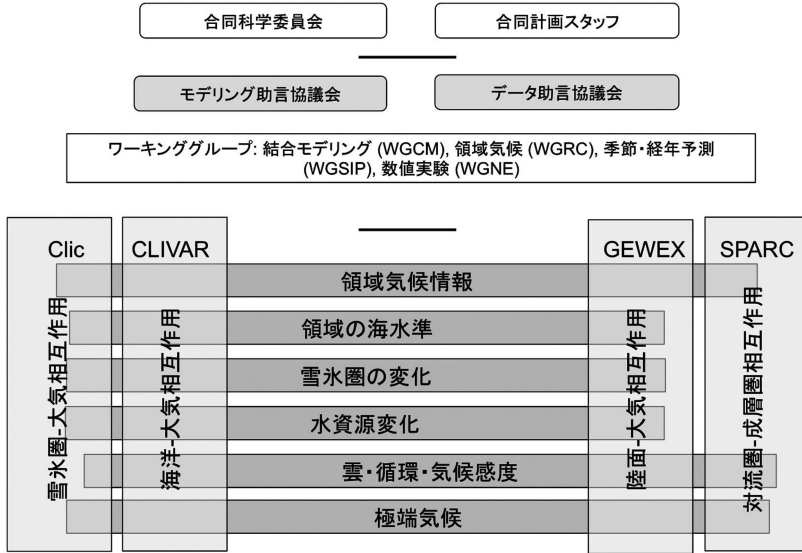 合同科学委員会
合同計画スタッフ
モデリング助言協議会
データ助言協議会
ワーキンググループ: 結合モデリング (WGCM), 領域気候 (WGRC), 季節・経年予測
(WGSIP), 数値実験 (WGNE)
Clic
CLIVAR
GEWEX
SPARC
雪氷圏-大気相互作用
海洋-大気相互作用
陸面-大気相互作用
対流圏-成層圏相互作用
領域気候情報
領域の海水準
雪氷圏の変化
水資源変化
雲・循環・気候感度
極端気候